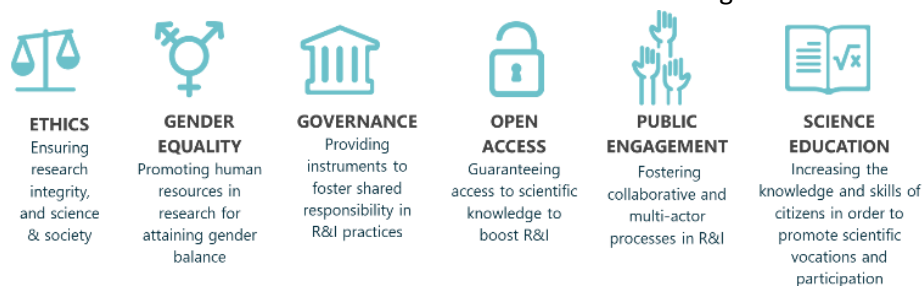 ETHICS
Ensuring
research
integrity,
and science
& society
GENDER
EQUALITY
Promoting human
resources in
research for
attaining gender
balance
GOVERNANCE
Providing
instruments to
foster shared
responsibility in
R&I practices
OPEN
ACCESS
Guaranteeing
access to scientific
knowledge to
boost R&I
PUBLIC
ENGAGEMENT
Fostering
collaborative and
multi-actor
processes in R&I
√x
SCIENCE
EDUCATION
Increasing the
knowledge and skills of
citizens in order to
promote scientific
vocations and
participation